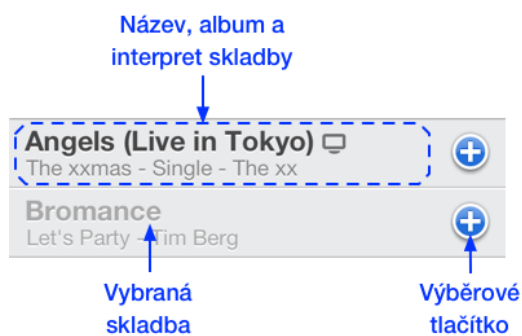 Název, album a
interpret skladby
Angels (Live in Tokyo)
The xxmas - Single - The xx
Bromance
Let's Party - Tim Berg
Vybraná
skladba
Výběrové
tlačítko